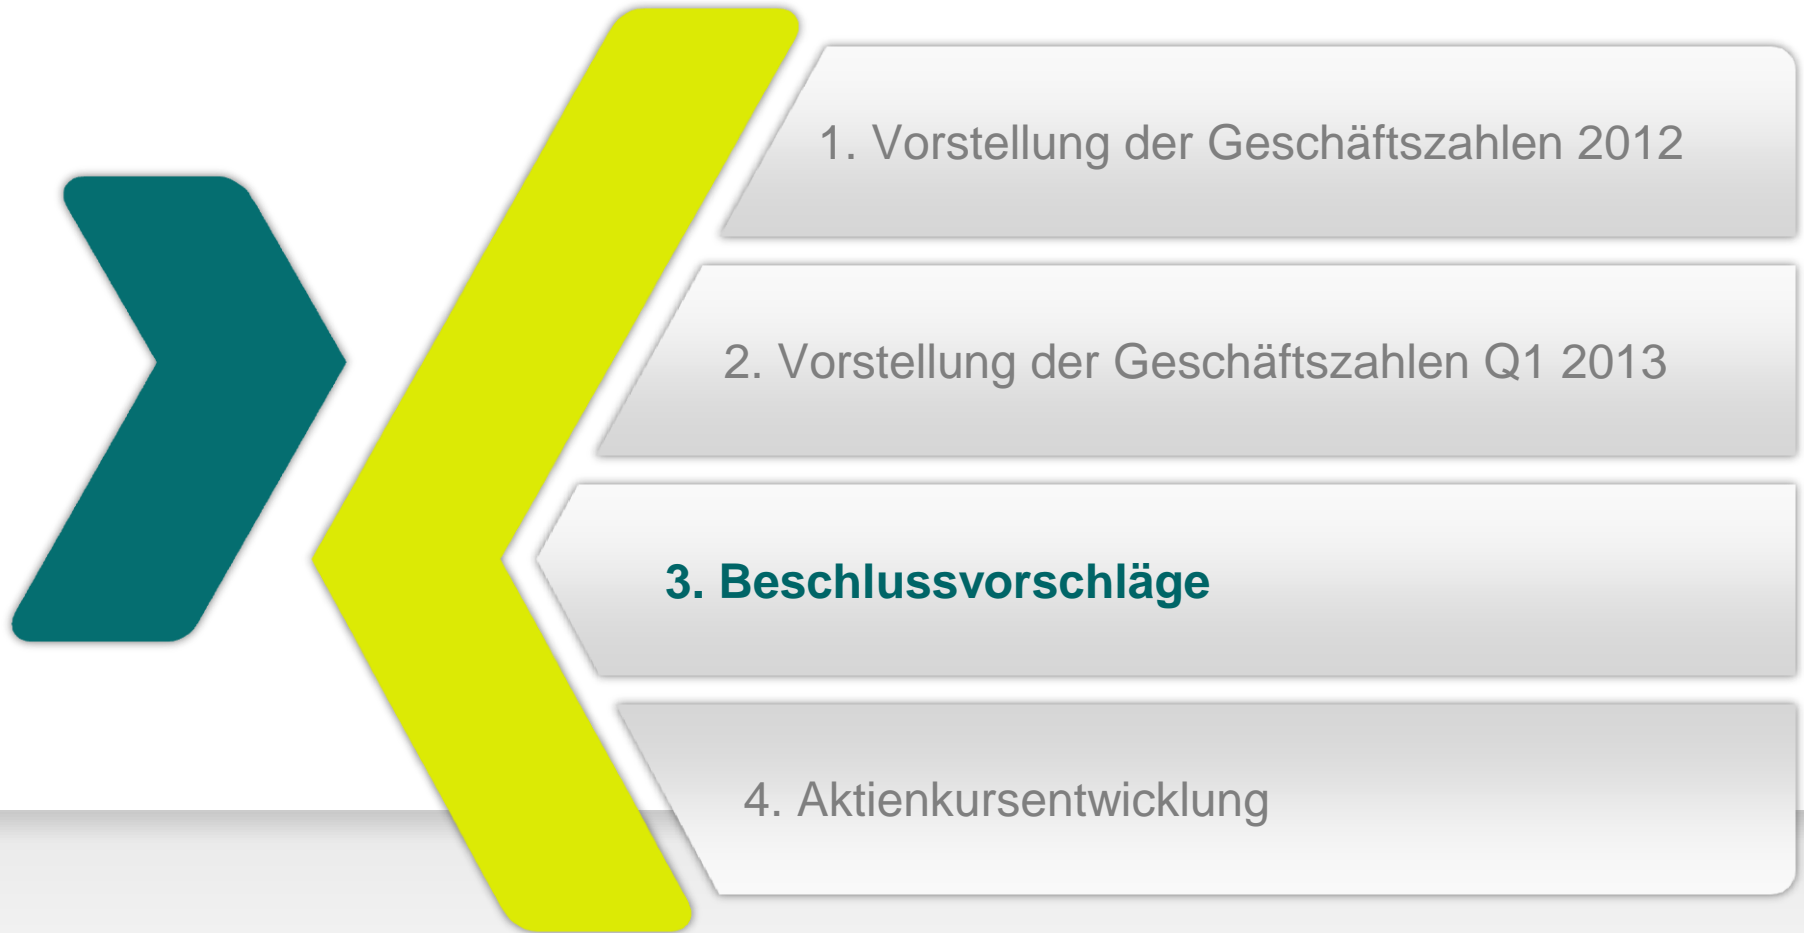 1. Vorstellung der Geschäftszahlen 2012
2. Vorstellung der Geschäftszahlen Q1 2013
3. Beschlussvorschläge
4. Aktienkursentwicklung